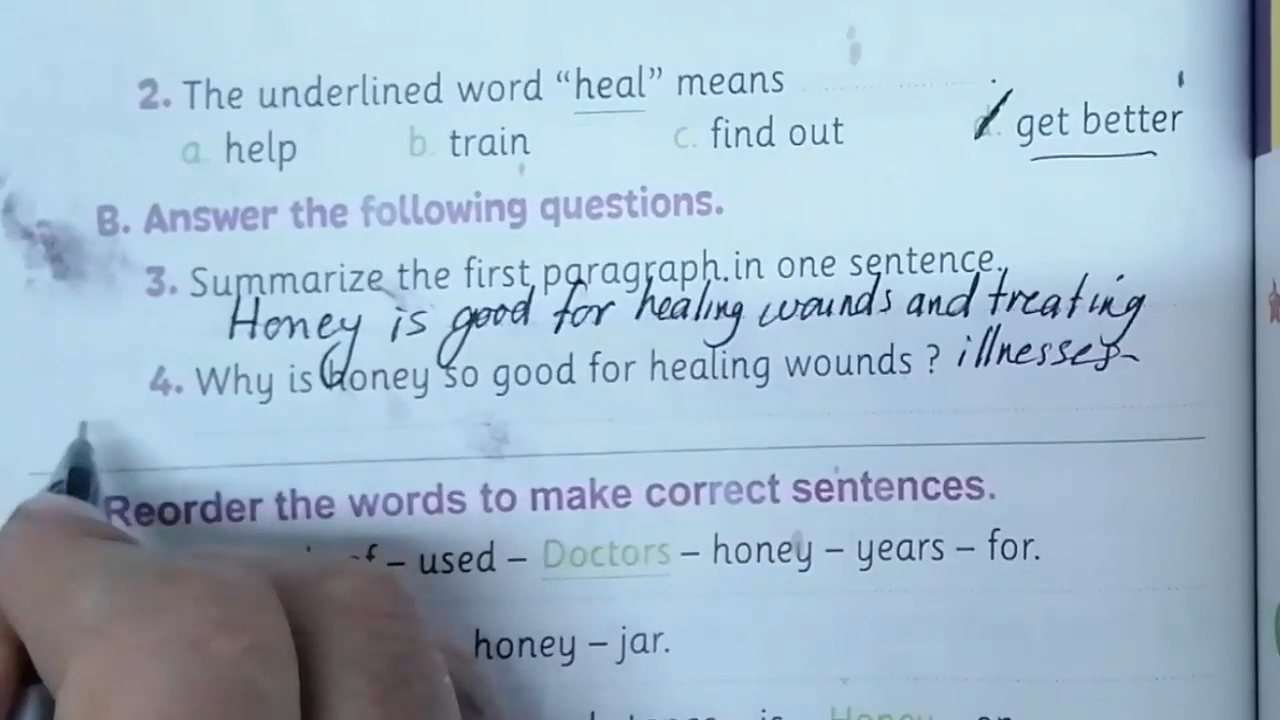 2. The underlined word “heal” means
a. help b. train c. find out d. get better
B. Answer the following questions.
3. Summarize the first paragraph in one sentence.
Honey is good for healing wounds and treating
illnesses
4. Why is honey so good for healing wounds ?
Reorder the words to make correct sentences.
– used – Doctors – honey – years – for.
honey – jar.
is Honey